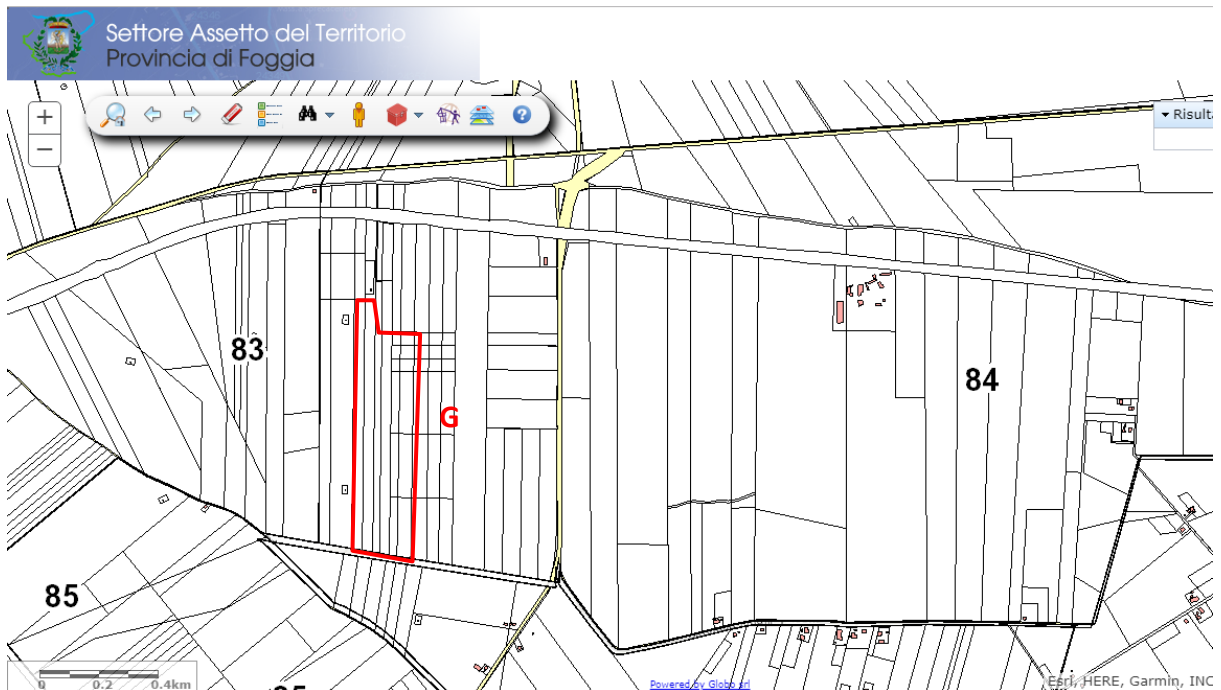 Settore Assetto del Territorio
Provincia di Foggia
+
−
Risulta
83
G
84
85
85
0 0.2 0.4km
Powered by Globo srl
Esri, HERE, Garmin, INC